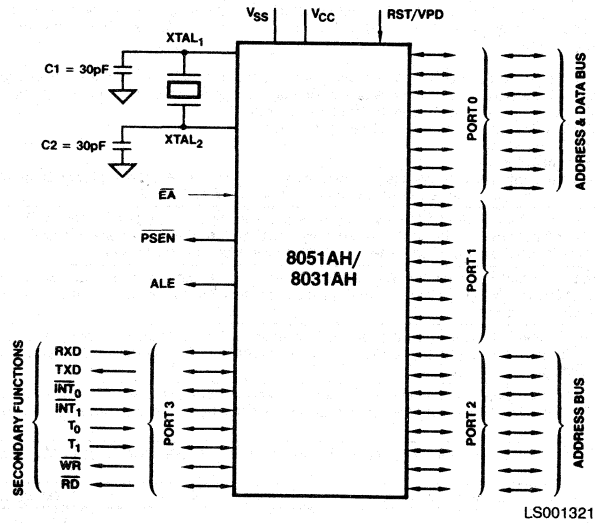 VSS
VCC
RST/VPD
XTAL1
C1 = 30pF
C2 = 30pF
XTAL2
EA
PSEN
ALE
8051AH/
8031AH
PORT 0
ADDRESS & DATA BUS
PORT 1
PORT 2
ADDRESS BUS
SECONDARY FUNCTIONS
RXD
TXD
INT0
INT1
T0
T1
WR
RD
PORT 3
LS001321